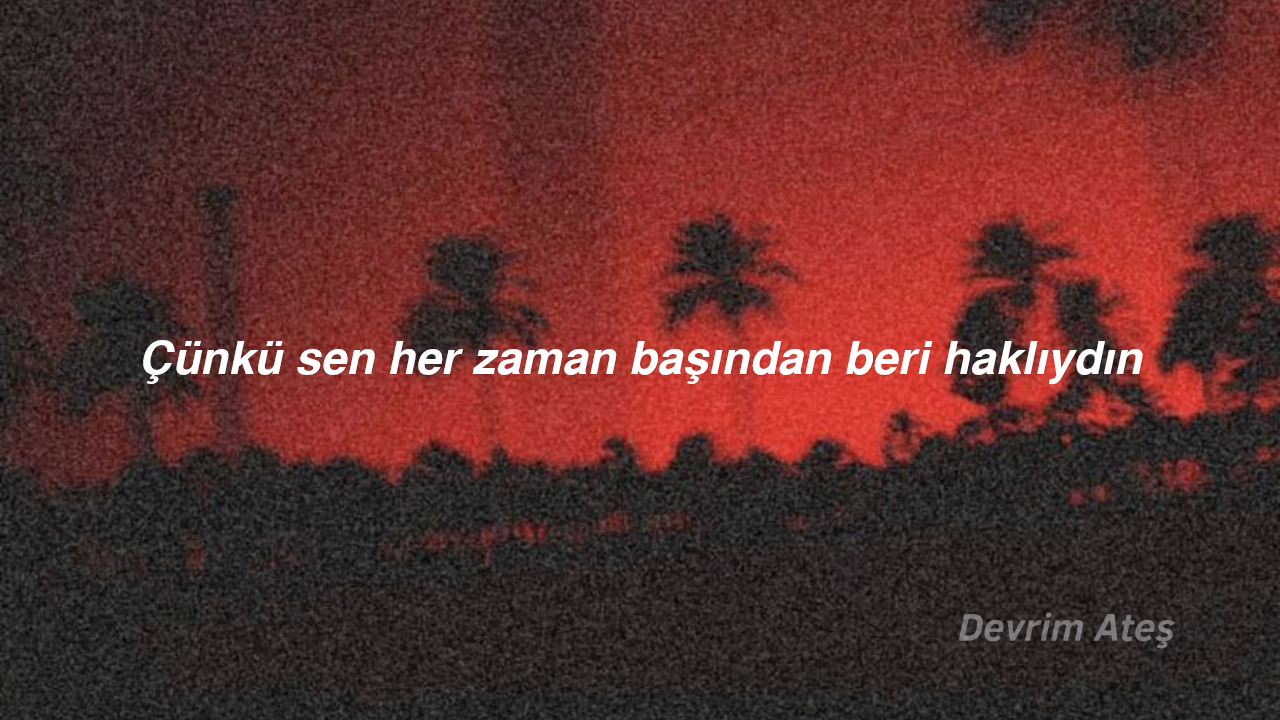 Çünkü sen her zaman başından beri haklıydın
Devrim Ateş